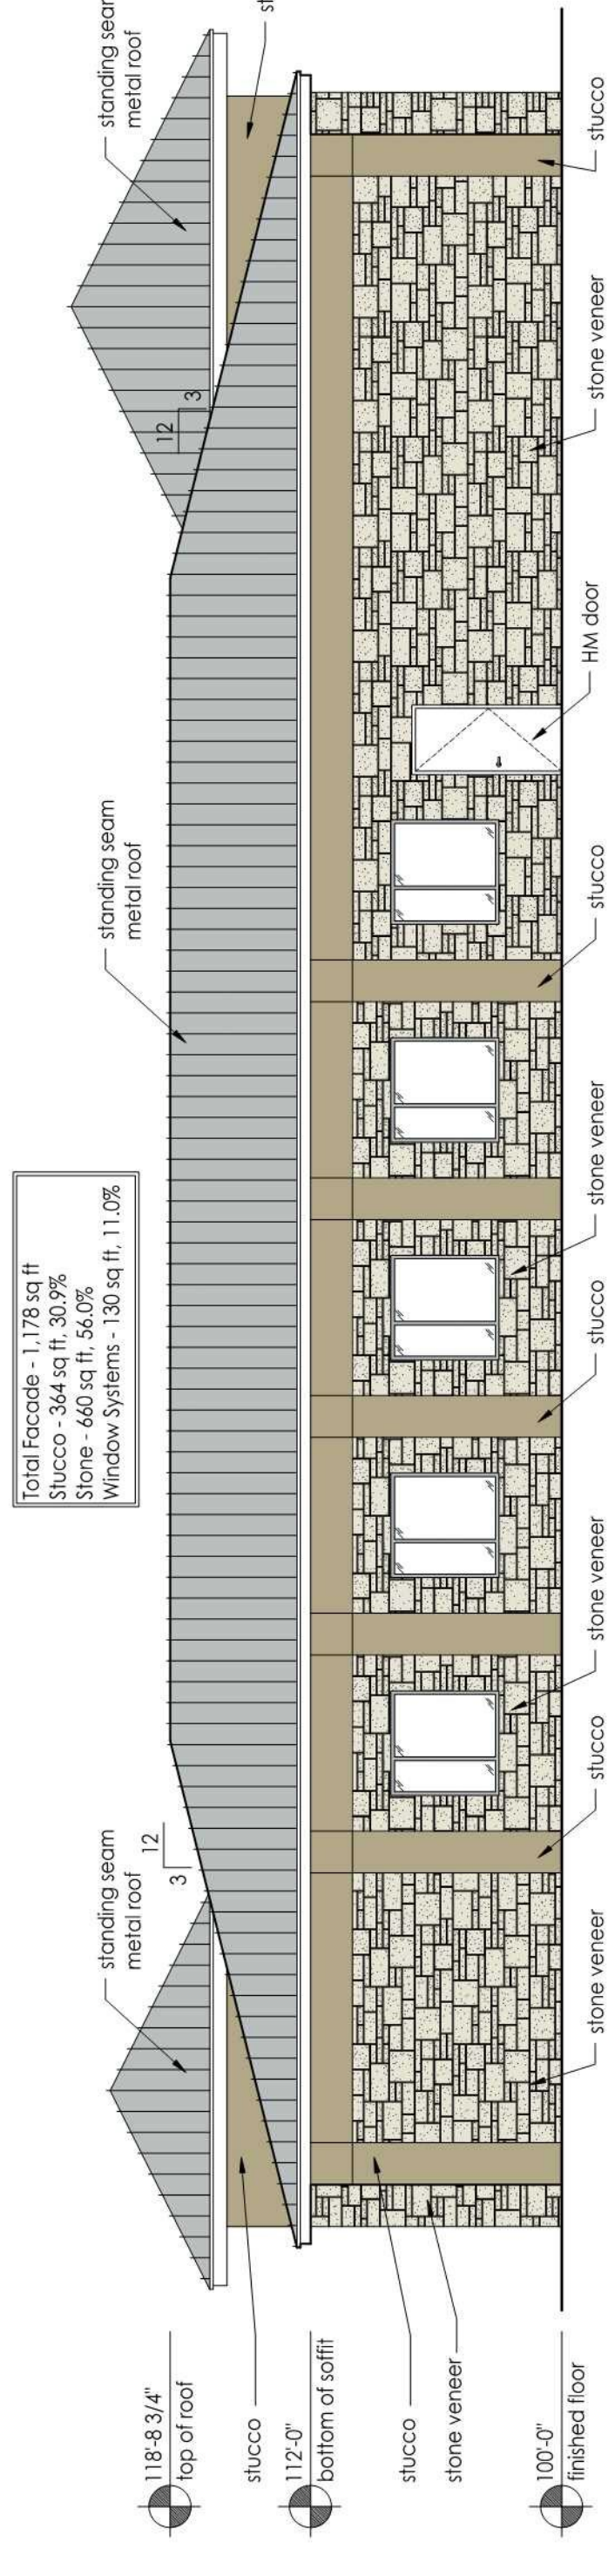 Total Facade - 1,178 sq ft
Stucco - 364 sq ft, 30.9%
Stone - 660 sq ft, 56.0%
Window Systems - 130 sq ft, 11.0%
standing seam
metal roof
standing seam
metal roof
standing sear
metal roof
st
3
12
12
3
118'-8 3/4"
top of roof
stucco
112'-0"
bottom of soffit
stucco
stone veneer
100'-0"
finished floor
stone veneer
stucco
stone veneer
stucco
stone veneer
stucco
HM door
stone veneer
stucco